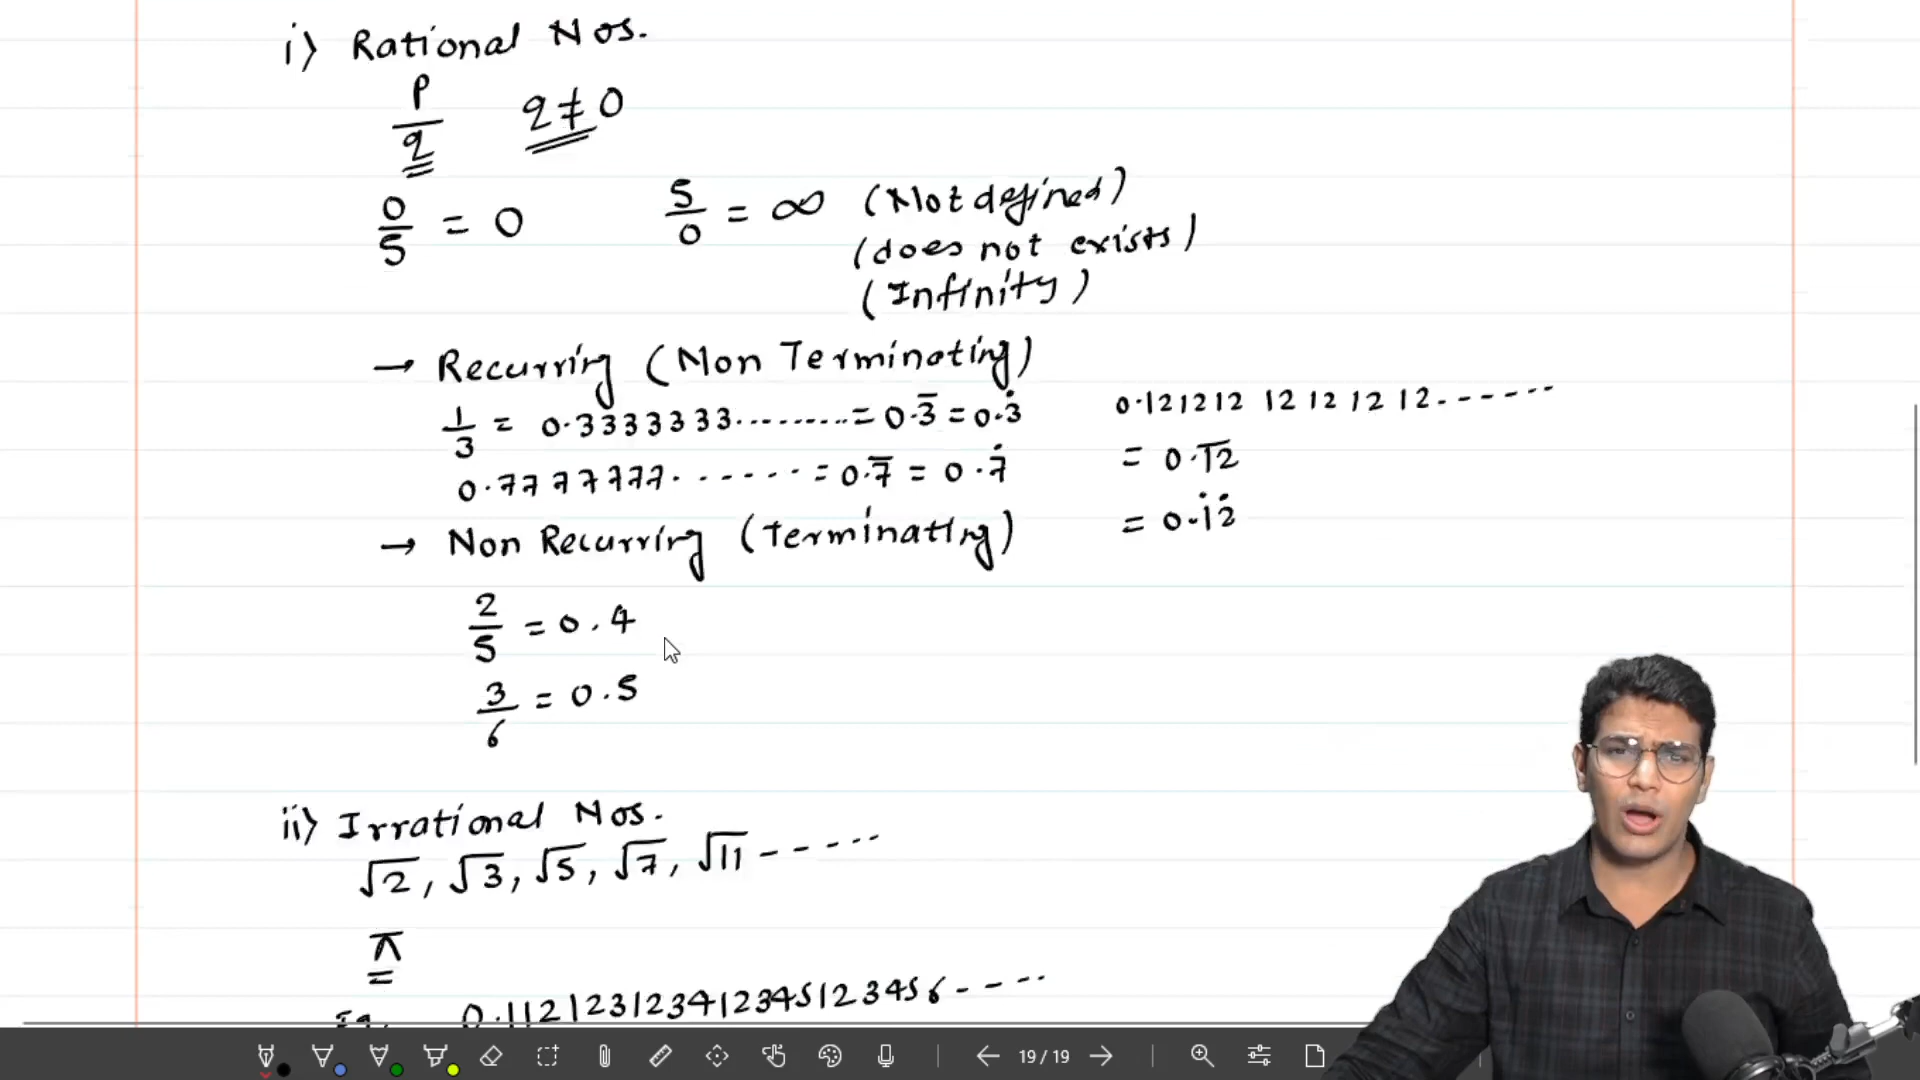 i) Rational Nos.
p/q q≠0
0/5 = 0 5/0 = ∞ (Not defined)
(does not exists)
(Infinity)
→ Recurring (Non Terminating)
1/3 = 0.3333333......... = 0.3̅ = 0.3̇
0.7777777....... = 0.7̅ = 0.7̇
0.121212 12 12 12 12.------
= 0.1̅2̅
= 0.1̇2̇
→ Non Recurring (Terminating)
2/5 = 0.4
3/6 = 0.5
ii) Irrational Nos.
√2, √3, √5, √7, √11 -----
π
0.112123123412345123456----
19 / 19